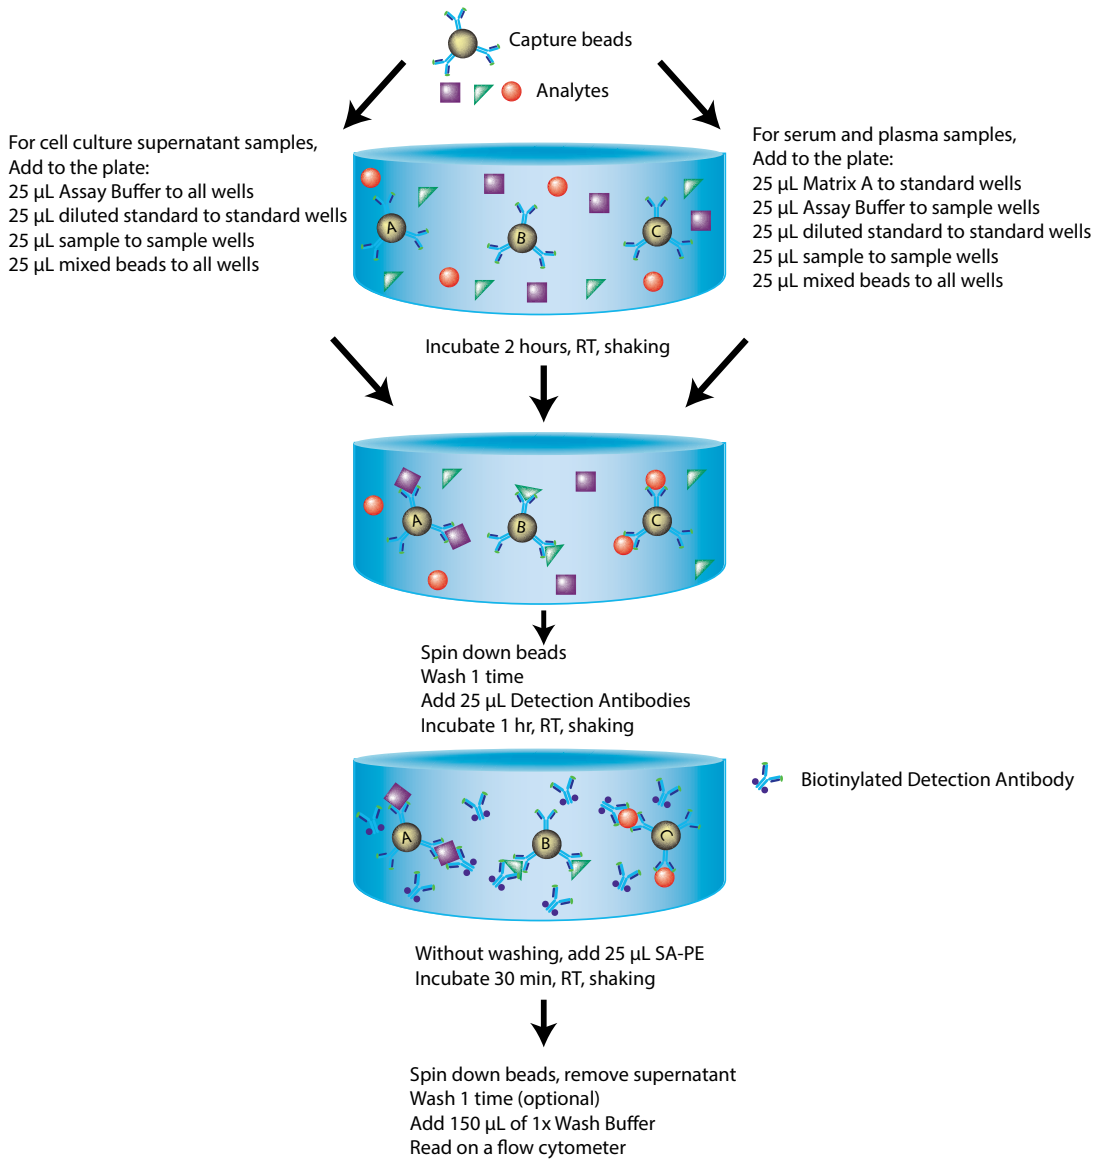 Capture beads
Analytes
For cell culture supernatant samples,
Add to the plate:
25 µL Assay Buffer to all wells
25 µL diluted standard to standard wells
25 µL sample to sample wells
25 µL mixed beads to all wells
For serum and plasma samples,
Add to the plate:
25 µL Matrix A to standard wells
25 µL Assay Buffer to sample wells
25 µL diluted standard to standard wells
25 µL sample to sample wells
25 µL mixed beads to all wells
A
B
C
Incubate 2 hours, RT, shaking
A
B
C
Spin down beads
Wash 1 time
Add 25 µL Detection Antibodies
Incubate 1 hr, RT, shaking
Biotinylated Detection Antibody
A
B
C
Without washing, add 25 µL SA-PE
Incubate 30 min, RT, shaking
Spin down beads, remove supernatant
Wash 1 time (optional)
Add 150 µL of 1x Wash Buffer
Read on a flow cytometer